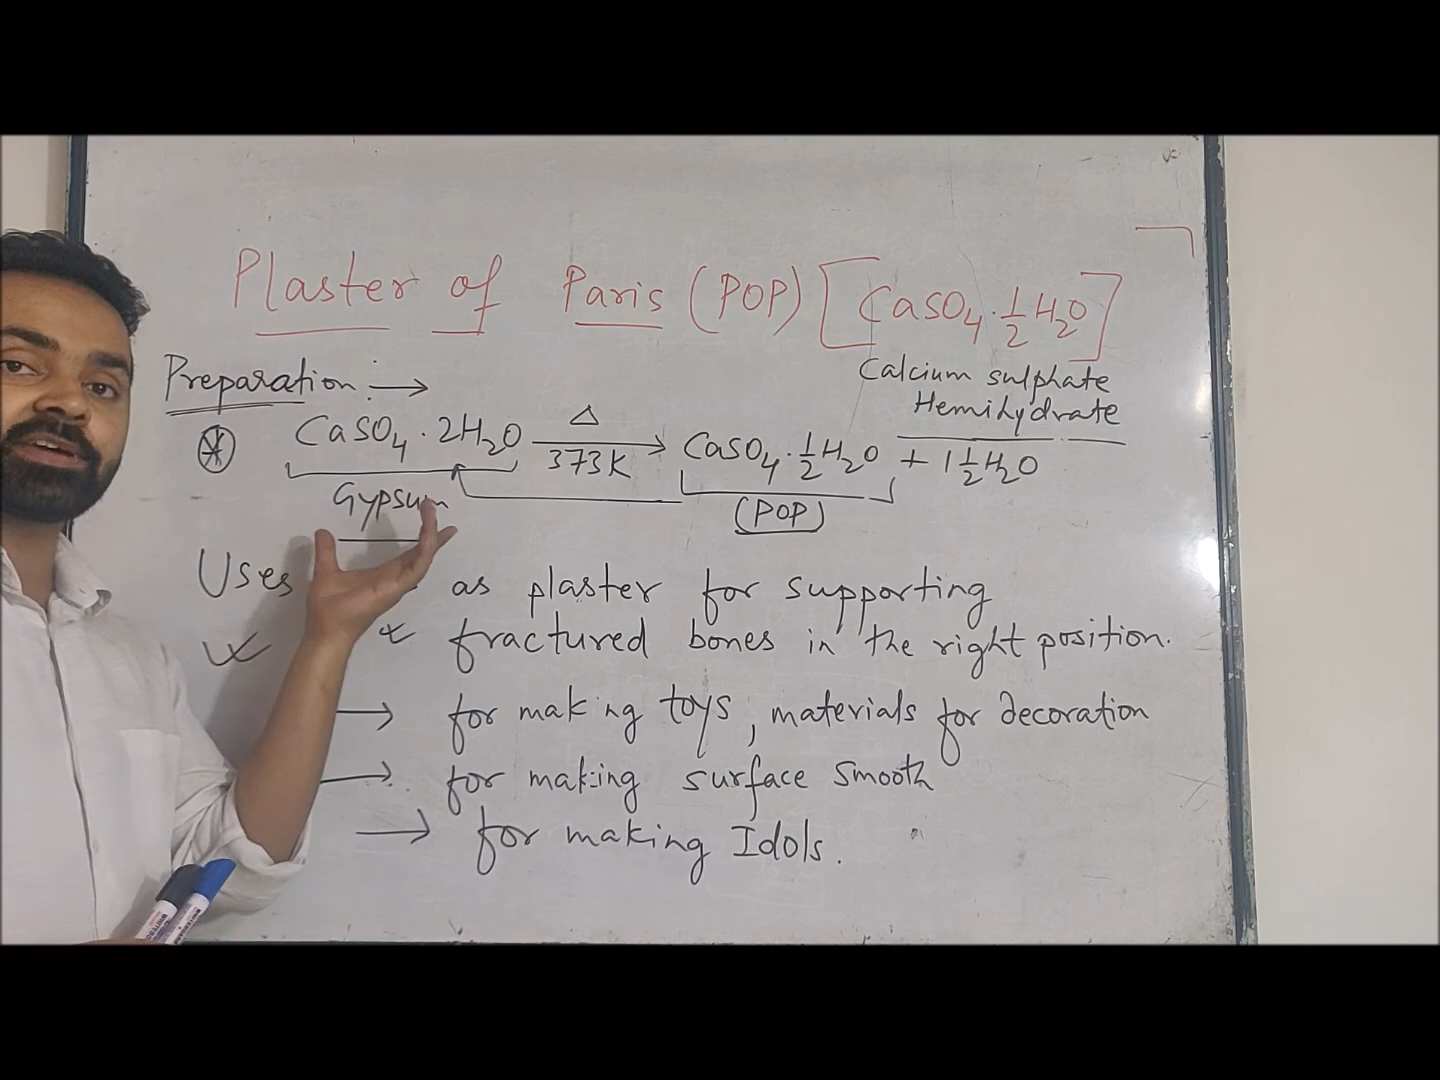 Plaster of Paris (POP) [CaSO₄·½H₂O]
Calcium sulphate
Hemihydrate
Preparation :→
CaSO₄·2H₂O —Δ/373K→ CaSO₄·½H₂O + 1½H₂O
Gypsum (POP)
Uses as plaster for supporting
fractured bones in the right position.
→ for making toys, materials for decoration
→ for making surface smooth
→ for making Idols.